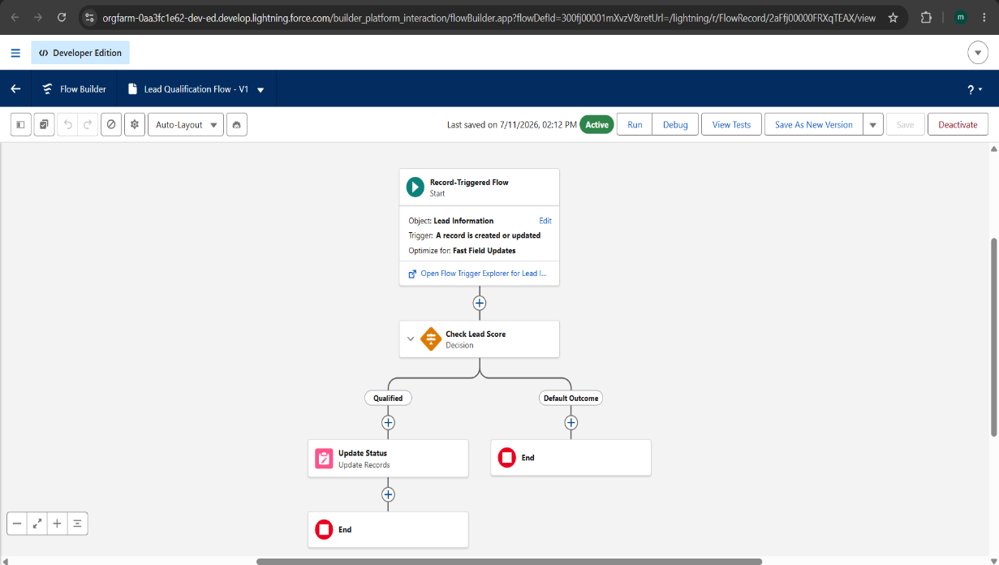 orgfarm-0aa3fc1e62-dev-ed.develop.lightning.force.com/builder_platform_interaction/flowBuilder.app?flowDefId=300fj00001mXvzV&retUrl=/lightning/r/FlowRecord/2aFfj00000FRXqTEAX/view
m
Developer Edition
Flow Builder
Lead Qualification Flow - V1
?
Auto-Layout
Last saved on 7/11/2026, 02:12 PM
Active
Run
Debug
View Tests
Save As New Version
Save
Deactivate
Record-Triggered Flow
Start
Object: Lead Information
Edit
Trigger: A record is created or updated
Optimize for: Fast Field Updates
Open Flow Trigger Explorer for Lead I...
Check Lead Score
Decision
Qualified
Default Outcome
Update Status
Update Records
End
End